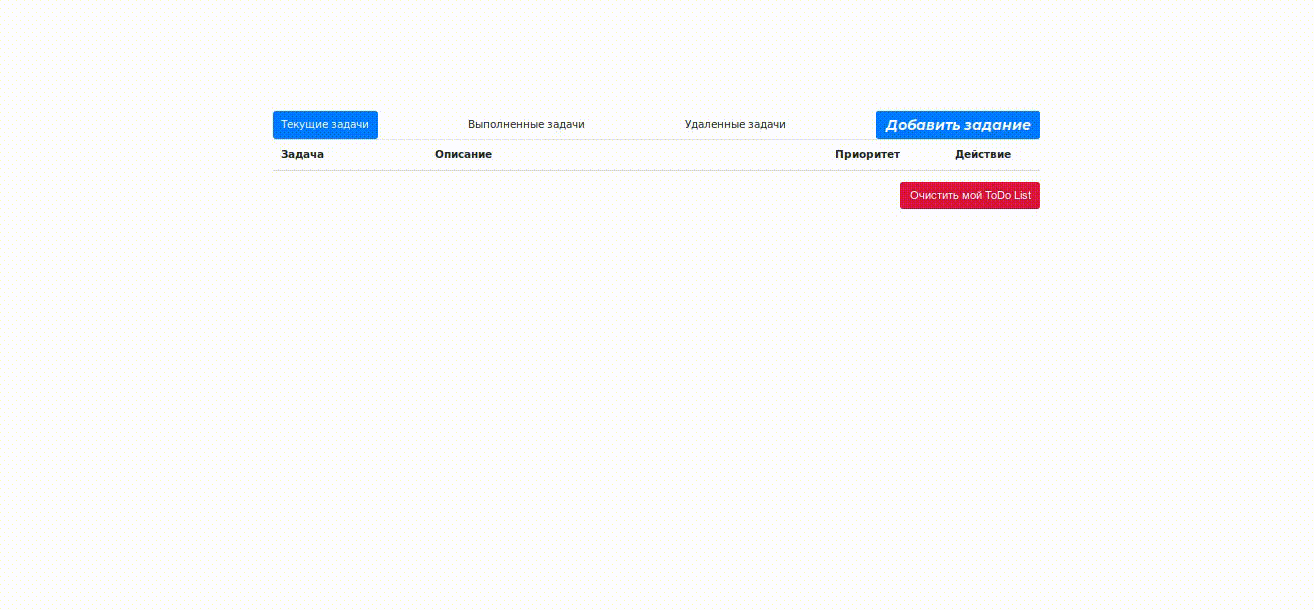 Текущие задачи Выполненные задачи Удаленные задачи Добавить задание
Задача Описание Приоритет Действие
Очистить мой ToDo List